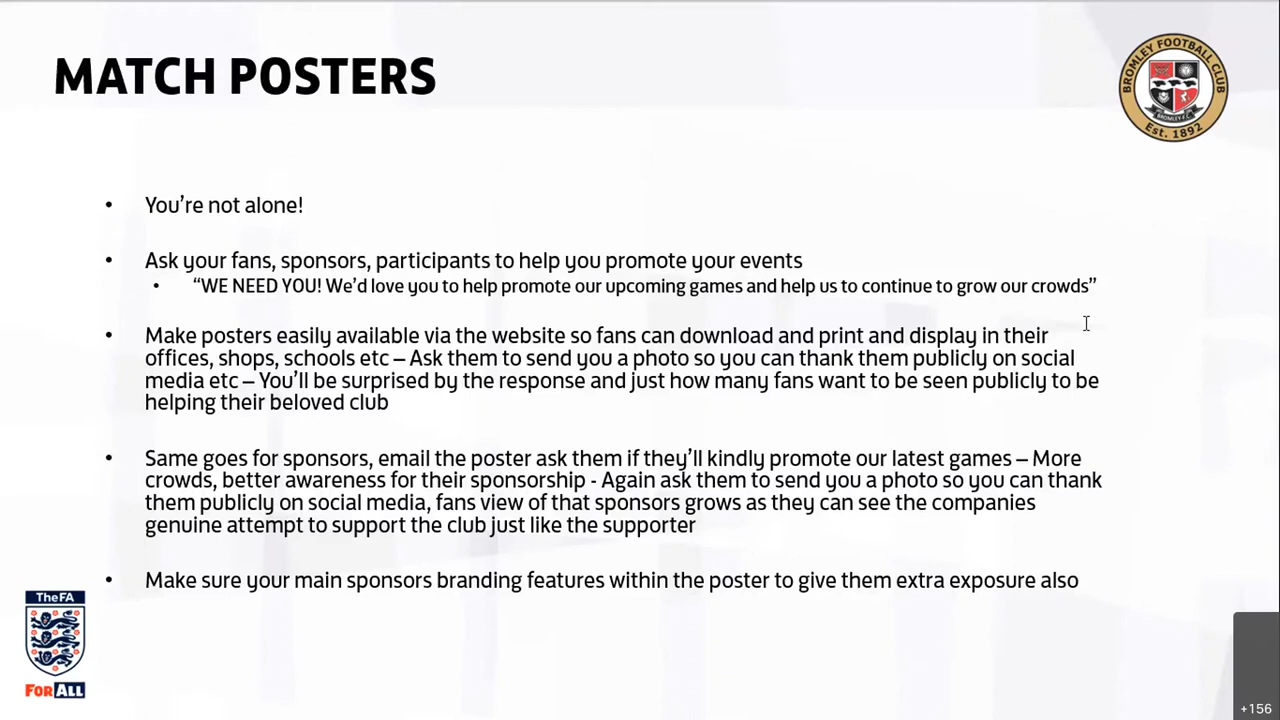 MATCH POSTERS
BROMLEY FOOTBALL CLUB
BROMLEY F.C.
Est. 1892
• You’re not alone!
• Ask your fans, sponsors, participants to help you promote your events
• “WE NEED YOU! We’d love you to help promote our upcoming games and help us to continue to grow our crowds”
• Make posters easily available via the website so fans can download and print and display in their
offices, shops, schools etc – Ask them to send you a photo so you can thank them publicly on social
media etc – You’ll be surprised by the response and just how many fans want to be seen publicly to be
helping their beloved club
• Same goes for sponsors, email the poster ask them if they’ll kindly promote our latest games – More
crowds, better awareness for their sponsorship - Again ask them to send you a photo so you can thank
them publicly on social media, fans view of that sponsors grows as they can see the companies
genuine attempt to support the club just like the supporter
• Make sure your main sponsors branding features within the poster to give them extra exposure also
The FA
FOR ALL
+156